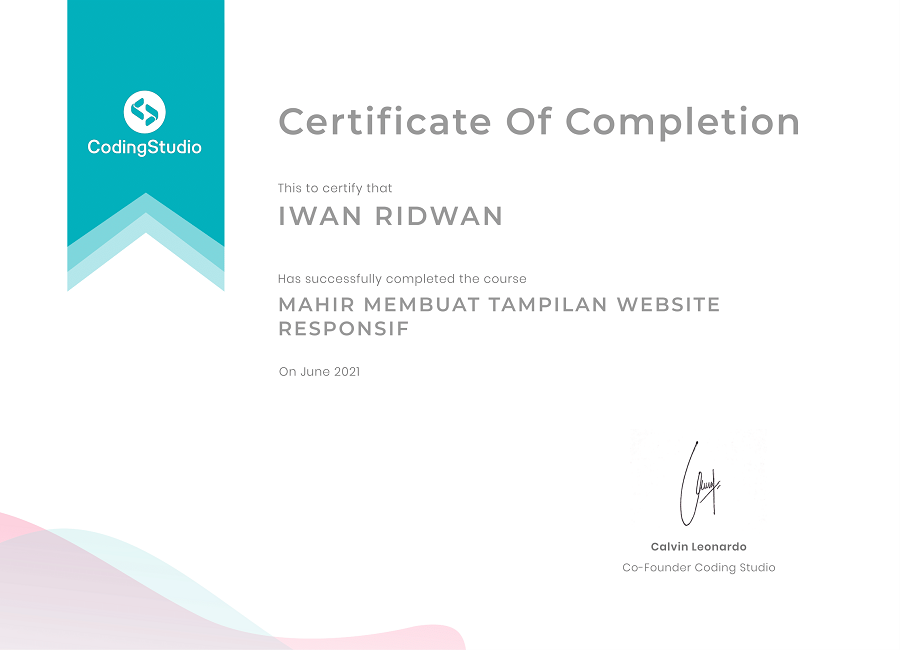 CodingStudio
Certificate Of Completion
This to certify that
IWAN RIDWAN
Has successfully completed the course
MAHIR MEMBUAT TAMPILAN WEBSITE
RESPONSIF
On June 2021
Calvin Leonardo
Co-Founder Coding Studio